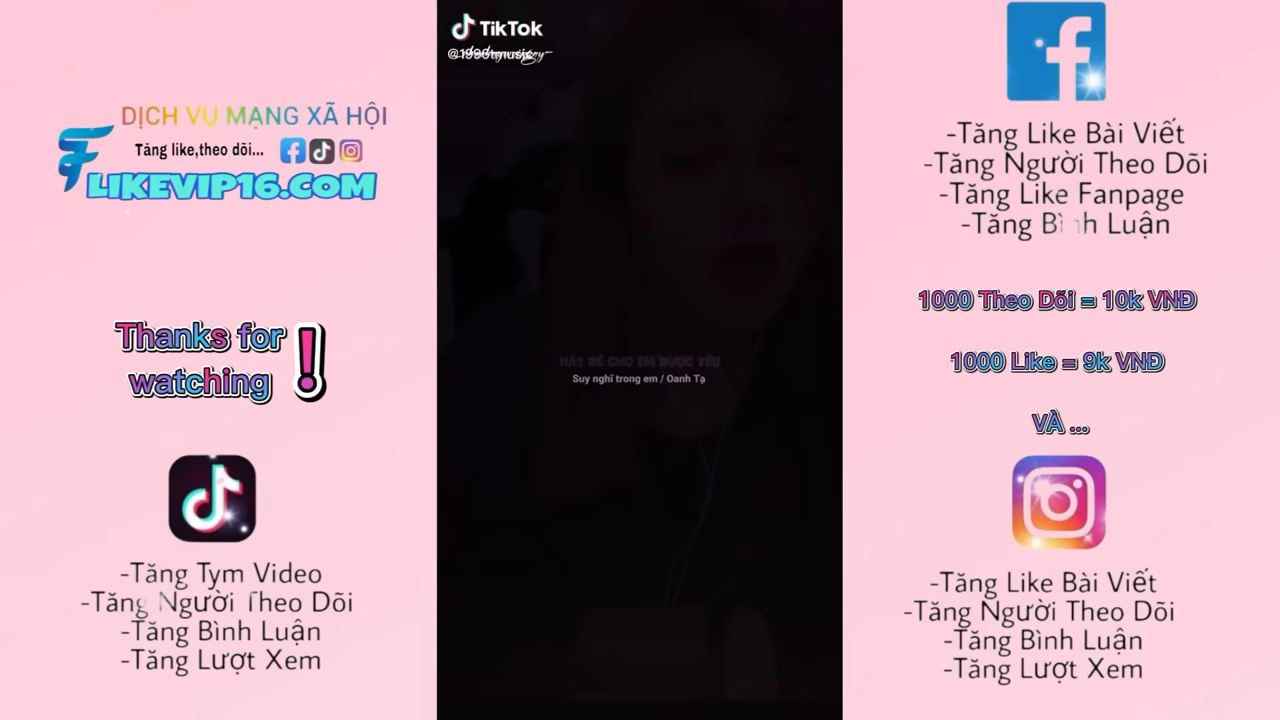 DỊCH VỤ MẠNG XÃ HỘI
Tăng like,theo dõi...
LIKEVIP16.COM
Thanks for
watching !
-Tăng Tym Video
-Tăng Người Theo Dõi
-Tăng Bình Luận
-Tăng Lượt Xem
TikTok
HÃY ĐỂ CHO EM ĐƯỢC YÊU
Suy nghĩ trong em / Oanh Tạ
-Tăng Like Bài Viết
-Tăng Người Theo Dõi
-Tăng Like Fanpage
-Tăng Bình Luận
1000 Theo Dõi = 10k VNĐ
1000 Like = 9k VNĐ
VÀ ...
-Tăng Like Bài Viết
-Tăng Người Theo Dõi
-Tăng Bình Luận
-Tăng Lượt Xem